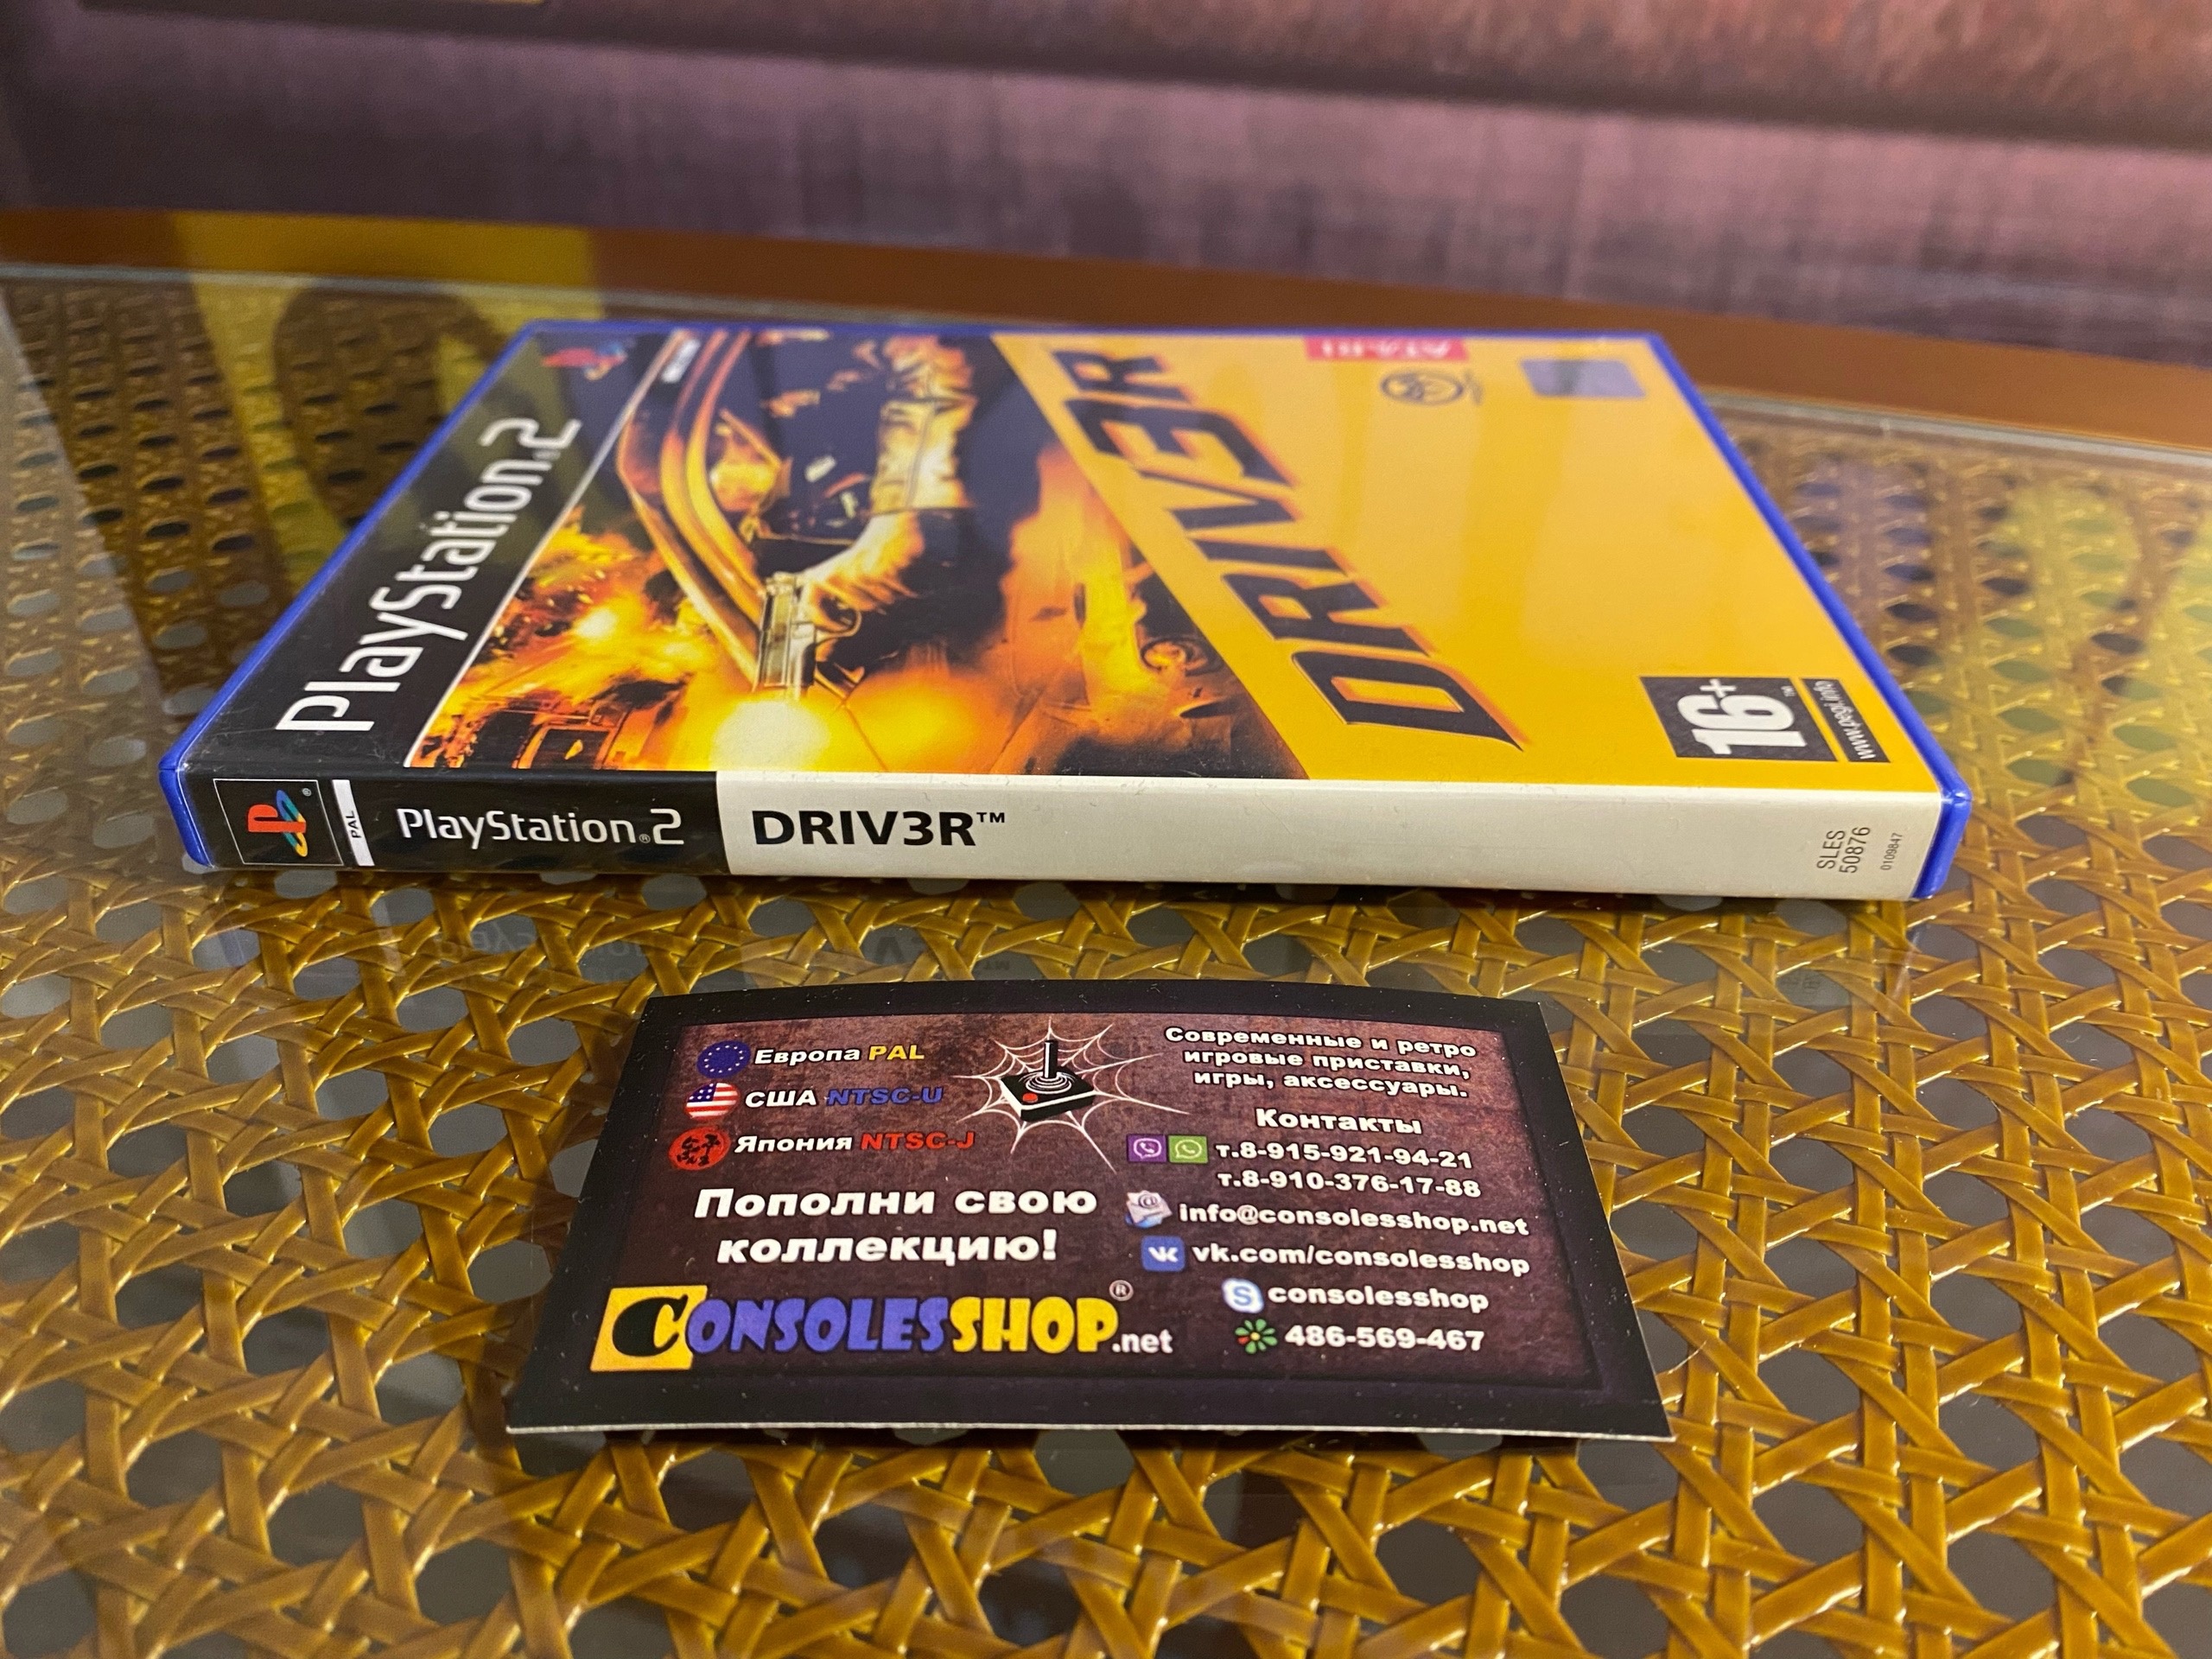 PlayStation.2
DRIV3R
ATARI
16+
www.pegi.info
PAL
PlayStation®2
DRIV3R™
SLES
50876
0109847
Европа PAL
США NTSC-U
Япония NTSC-J
Пополни свою
коллекцию!
CONSOLESSHOP.net®
Современные и ретро
игровые приставки,
игры, аксессуары.
Контакты
т.8-915-921-94-21
т.8-910-376-17-88
info@consolesshop.net
vk.com/consolesshop
consolesshop
486-569-467